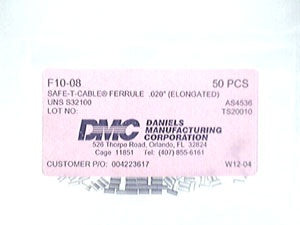 F10-08 50 PCS
SAFE-T-CABLE® FERRULE .020" (ELONGATED)
UNS S32100 AS4536
LOT NO: TS20010
DMC DANIELS
MANUFACTURING
CORPORATION
526 Thorpe Road, Orlando, FL 32824
Cage 11851 Tel: (407) 855-6161
CUSTOMER P/O: 004223617 W12-04